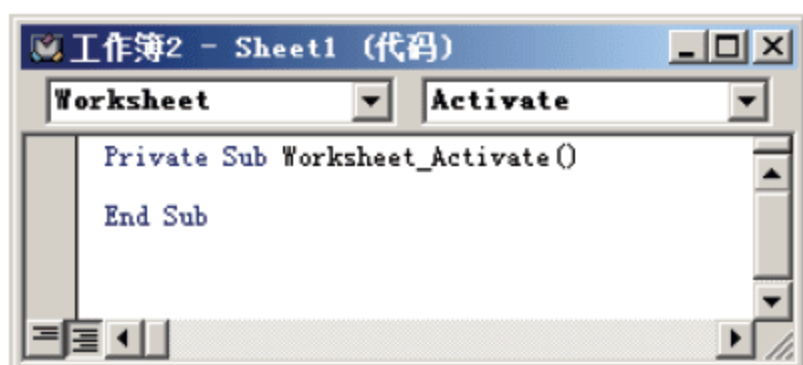 工作簿2 - Sheet1 (代码)
Worksheet Activate
Private Sub Worksheet_Activate()
End Sub